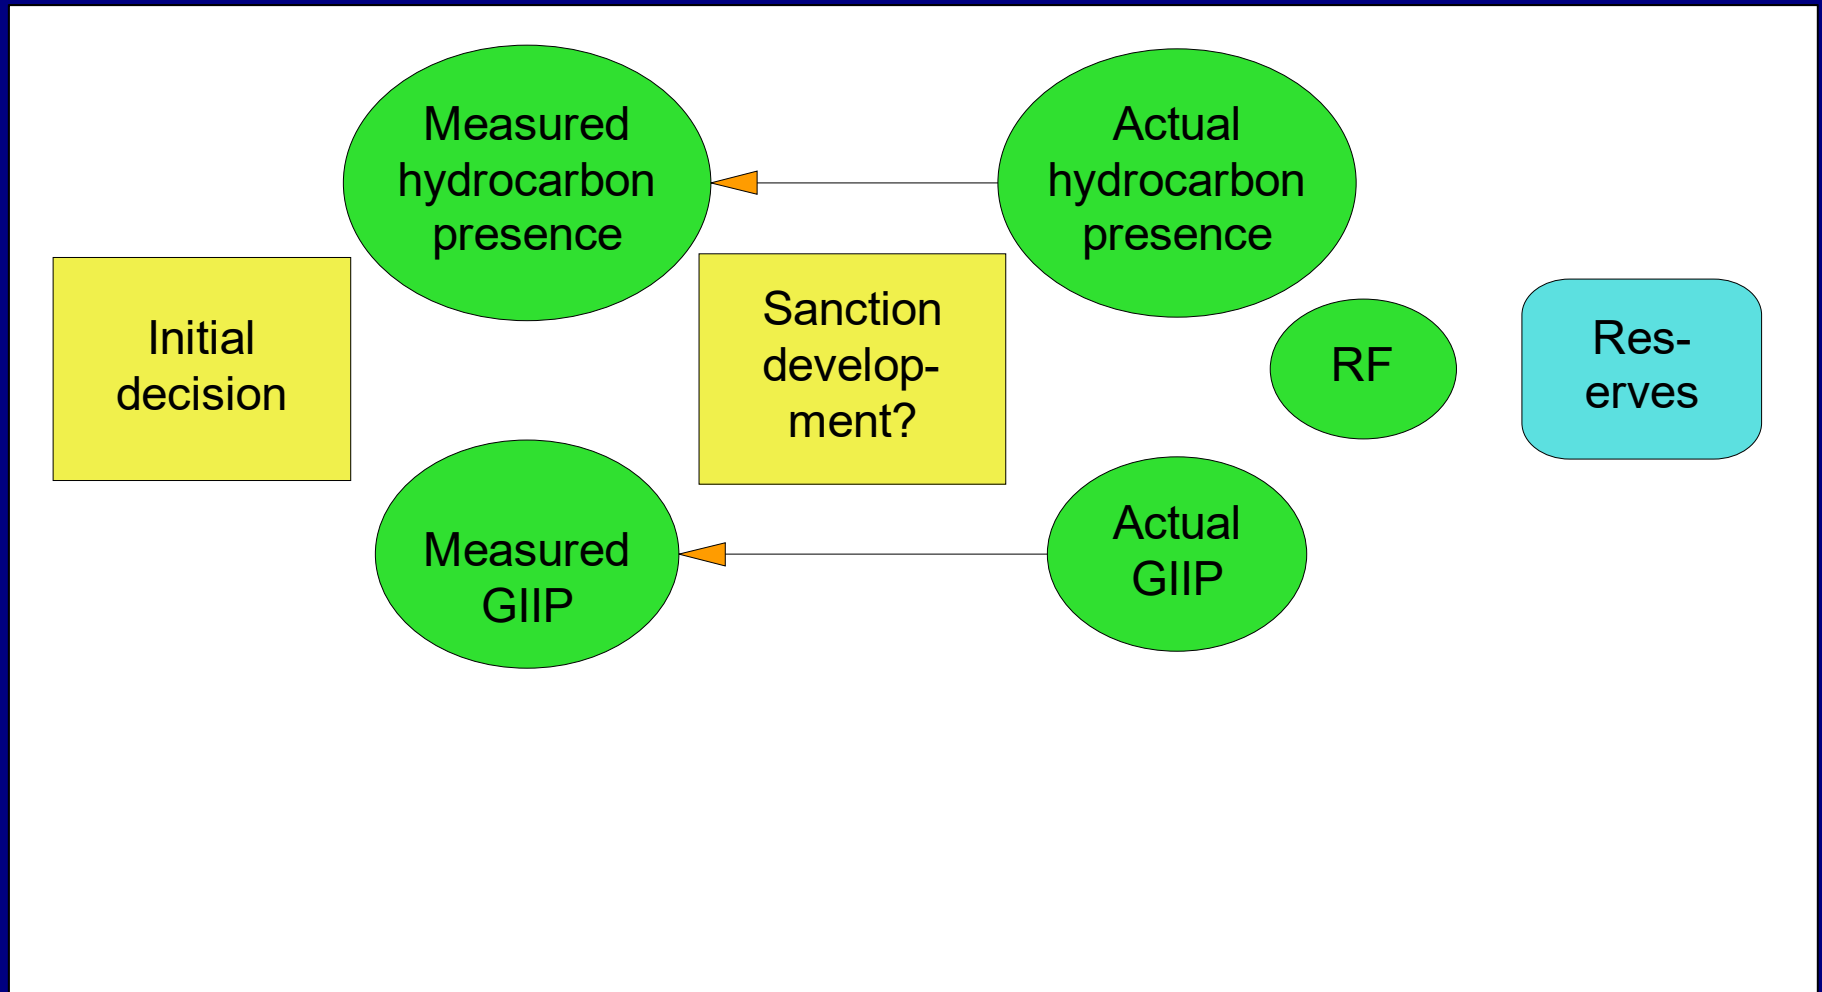 Measured
hydrocarbon
presence
Actual
hydrocarbon
presence
Initial
decision
Sanction
develop-
ment?
RF
Res-
erves
Measured
GIIP
Actual
GIIP